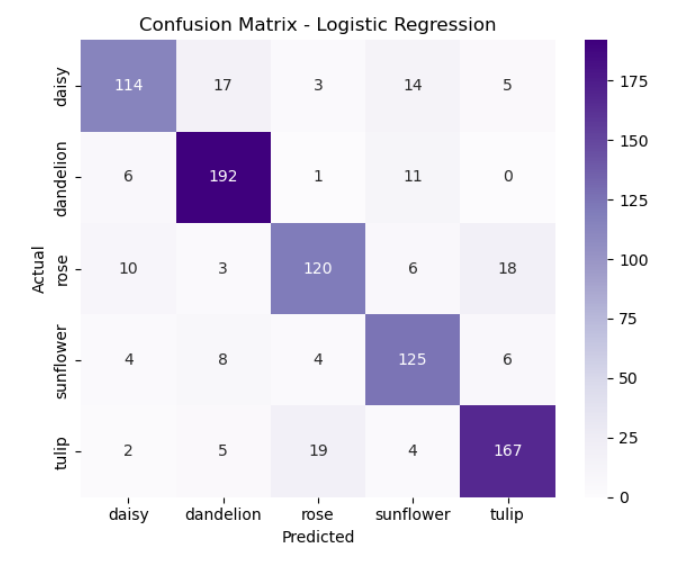 Confusion Matrix - Logistic Regression
daisy 114 17 3 14 5
dandelion 6 192 1 11 0
rose 10 3 120 6 18
sunflower 4 8 4 125 6
tulip 2 5 19 4 167
Actual
daisy dandelion rose sunflower tulip
Predicted
175
150
125
100
75
50
25
0